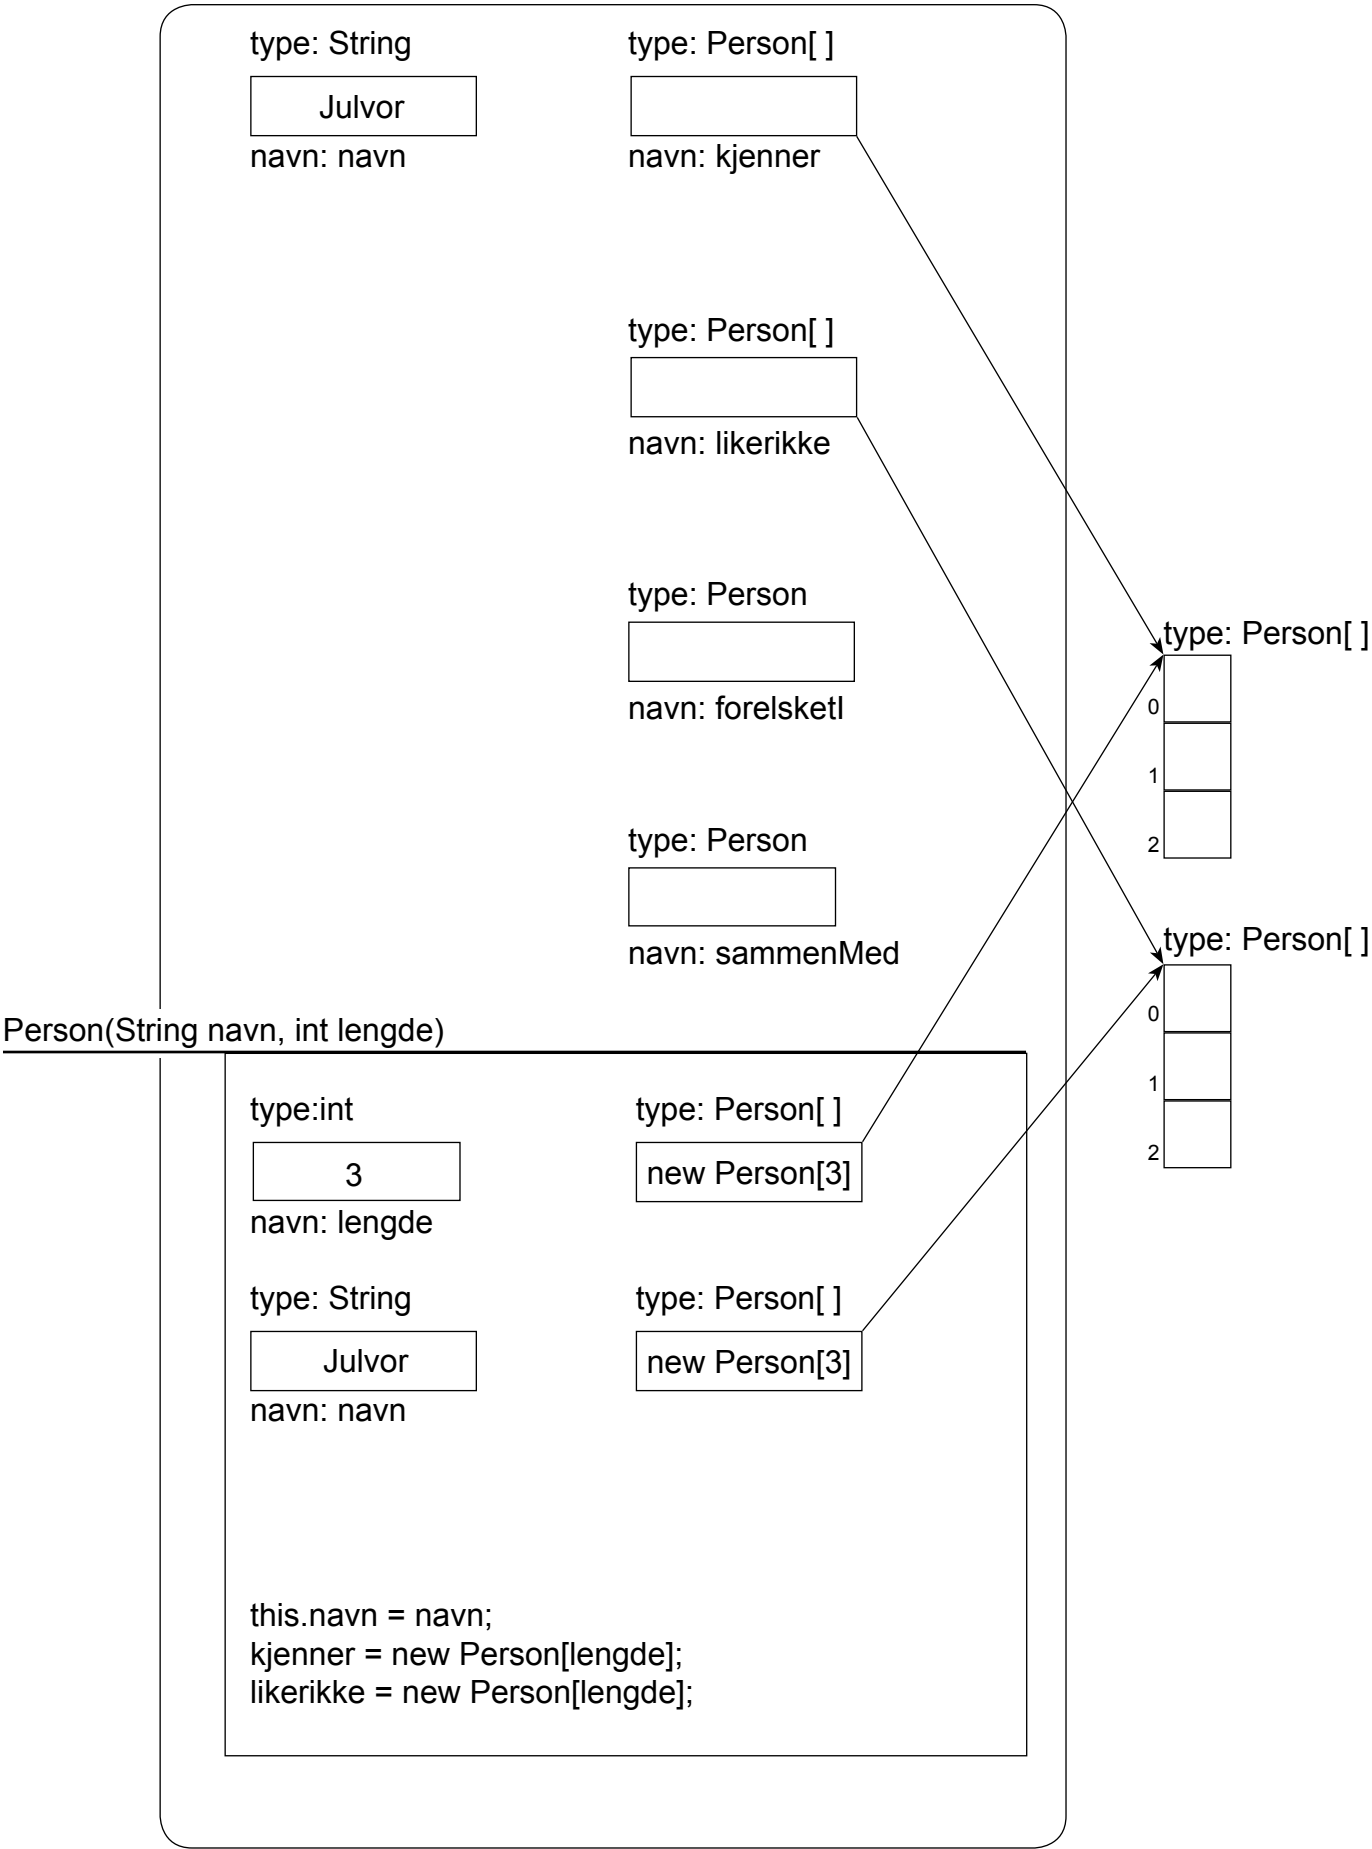 type: String
Julvor
navn: navn
type: Person[ ]
navn: kjenner
type: Person[ ]
navn: likerikke
type: Person
navn: forelsketI
type: Person
navn: sammenMed
type: Person[ ]
0
1
2
type: Person[ ]
0
1
2
Person(String navn, int lengde)
type:int
3
navn: lengde
type: Person[ ]
new Person[3]
type: String
Julvor
navn: navn
type: Person[ ]
new Person[3]
this.navn = navn;
kjenner = new Person[lengde];
likerikke = new Person[lengde];